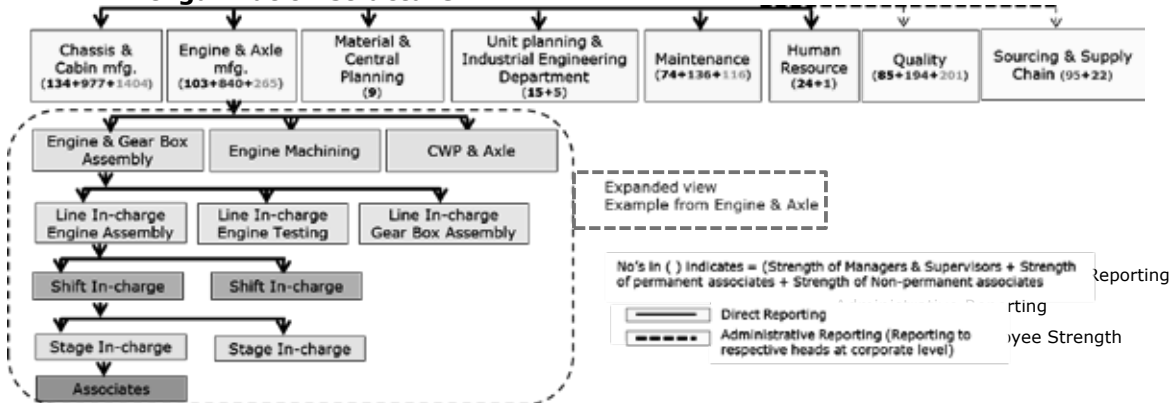 Chassis &
Cabin mfg.
(134+977+1404)
Engine & Axle
mfg.
(103+840+265)
Material &
Central
Planning
(9)
Unit planning &
Industrial Engineering
Department
(15+5)
Maintenance
(74+136+116)
Human
Resource
(24+1)
Quality
(85+194+201)
Sourcing & Supply
Chain (95+22)
Engine & Gear Box
Assembly
Engine Machining
CWP & Axle
Line In-charge
Engine Assembly
Line In-charge
Engine Testing
Line In-charge
Gear Box Assembly
Shift In-charge
Shift In-charge
Stage In-charge
Stage In-charge
Associates
Expanded view
Example from Engine & Axle
No's in ( ) indicates = (Strength of Managers & Supervisors + Strength
of permanent associates + Strength of Non-permanent associates
Reporting
Direct Reporting
Administrative Reporting (Reporting to
respective heads at corporate level)
Strength